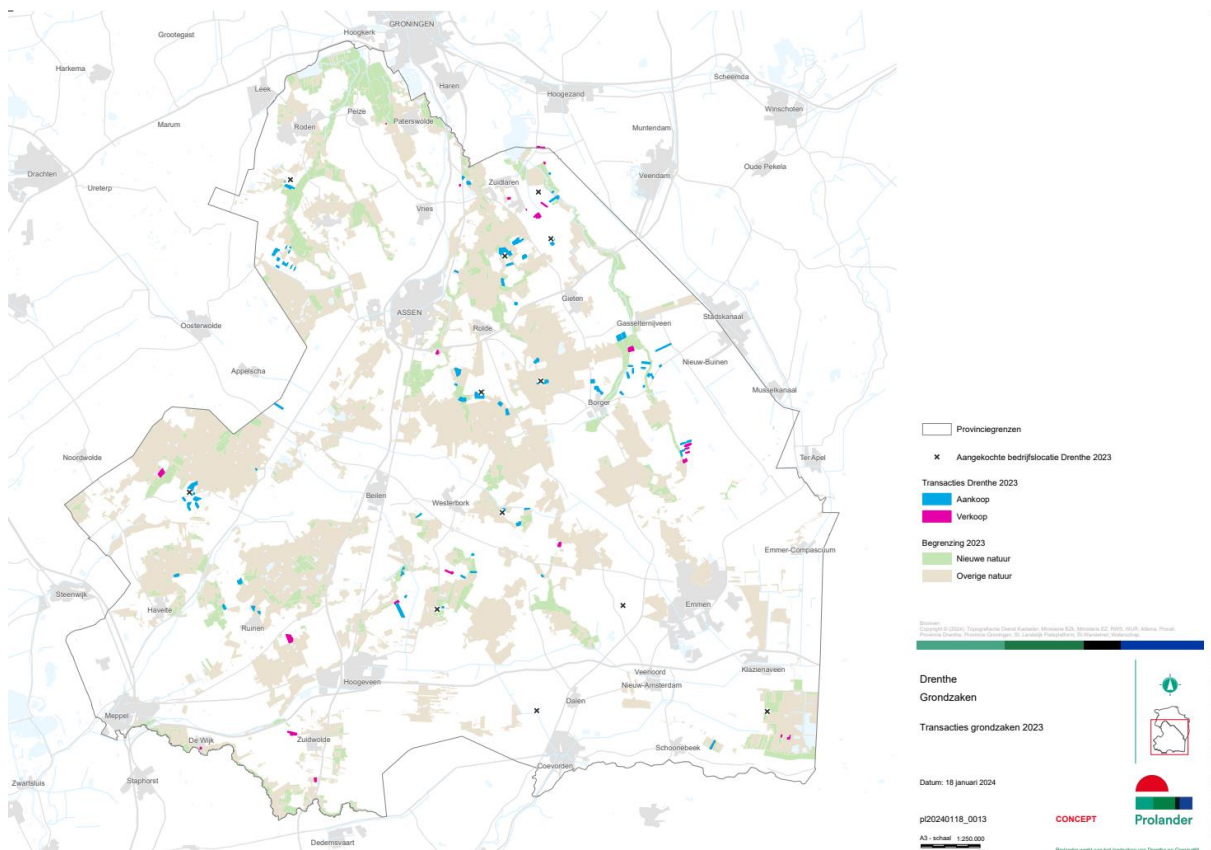 GRONINGEN
Hoogkerk
Grootegast
Harkema
Haren
Scheemda
Leek
Hoogezand
Winschoten
Peize
Marum
Roden
Paterswolde
Muntendam
Oude Pekela
Drachten
Veendam
Ureterp
Zuidlaren
Vries
Gieten
ASSEN
Stadskanaal
Oosterwolde
Rolde
Gasselternijveen
Nieuw-Buinen
Appelscha
Musselkanaal
Borger
Noordwolde
Ter Apel
Beilen
Westerbork
Emmer-Compascuum
Steenwijk
Havelte
Emmen
Ruinen
Veenoord
Klazienaveen
Hoogeveen
Nieuw-Amsterdam
Dalen
Meppel
De Wijk
Zuidwolde
Schoonebeek
Coevorden
Zwartsluis
Staphorst
Dedemsvaart
Provinciegrenzen
Aangekochte bedrijfslocatie Drenthe 2023
Transacties Drenthe 2023
Aankoop
Verkoop
Begrenzing 2023
Nieuwe natuur
Overige natuur
Bronnen:
Drenthe
Grondzaken
Transacties grondzaken 2023
Datum: 18 januari 2024
pl20240118_0013
CONCEPT
Prolander
A3 - schaal 1:250.000